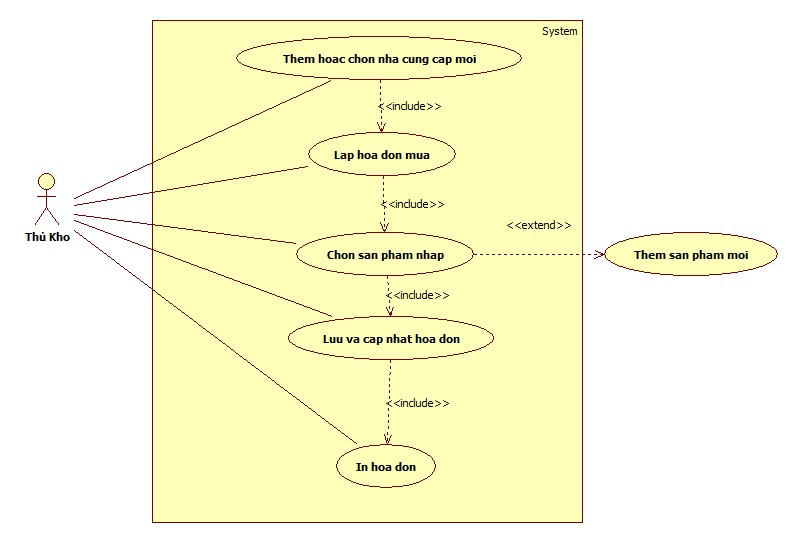 System
Them hoac chon nha cung cap moi
<<include>>
Lap hoa don mua
<<include>>
Thủ Kho
<<extend>>
Chon san pham nhap
Them san pham moi
<<include>>
Luu va cap nhat hoa don
<<include>>
In hoa don